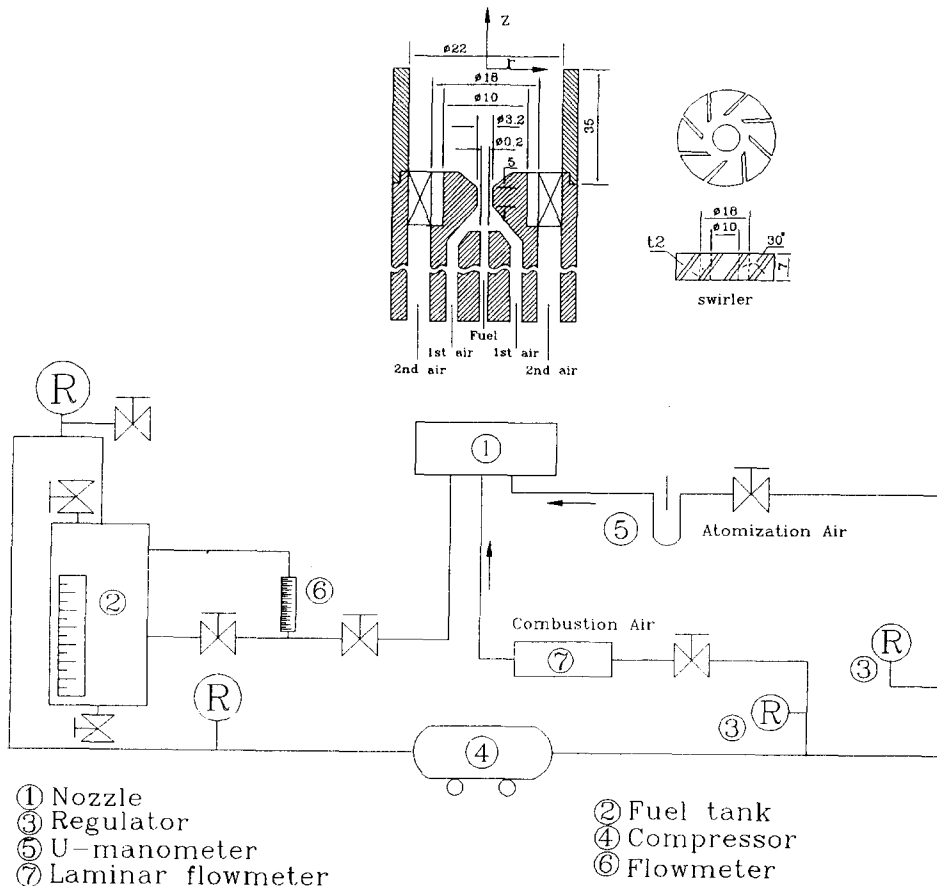 z
ø22
r
ø18
ø10
ø3.2
ø0.2
5
35
ø18
ø10
t2
30°
7
swirler
Fuel
1st air 1st air
2nd air 2nd air
R
①
⑤
Atomization Air
②
⑥
Combustion Air
⑦
R
③
R
③ R
④
① Nozzle
③ Regulator
⑤ U-manometer
⑦ Laminar flowmeter
② Fuel tank
④ Compressor
⑥ Flowmeter